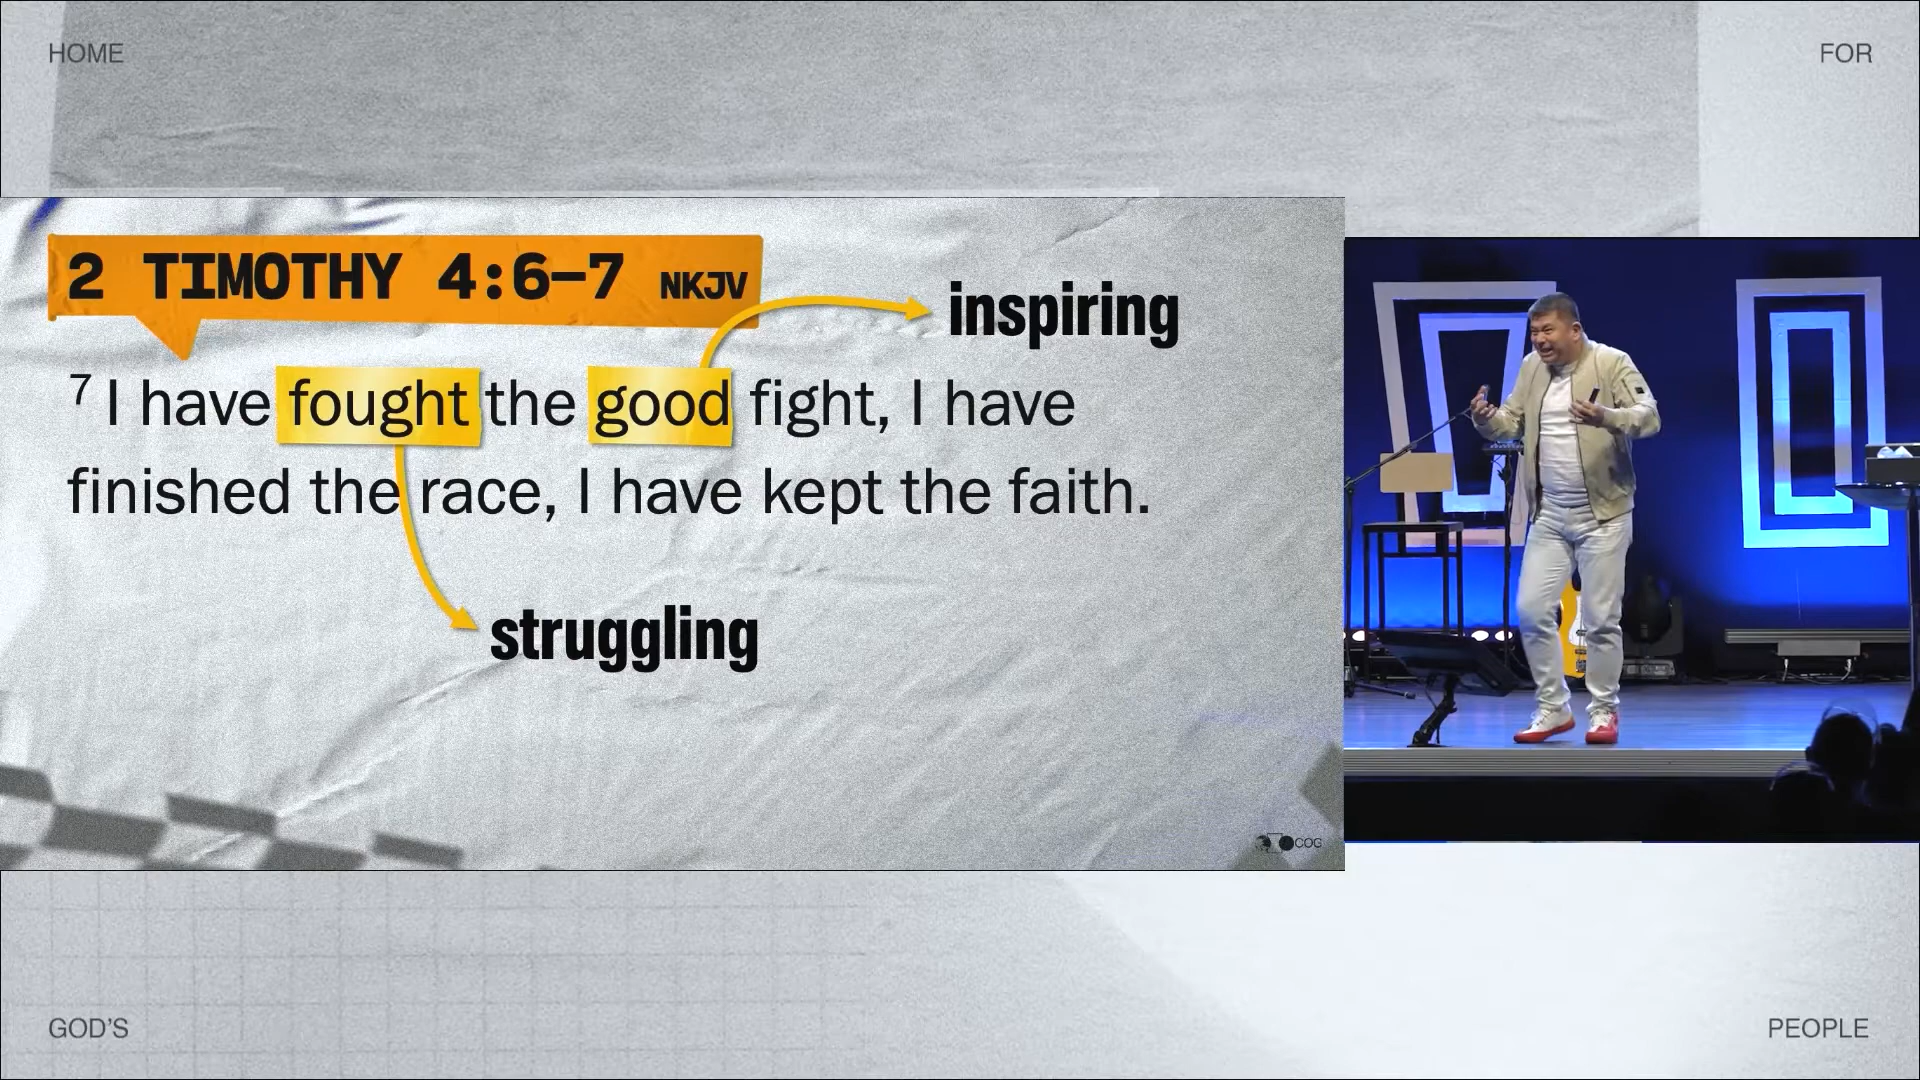 HOME
FOR
2 TIMOTHY 4:6–7 NKJV
inspiring
7 I have fought the good fight, I have
finished the race, I have kept the faith.
struggling
COG
GOD'S
PEOPLE